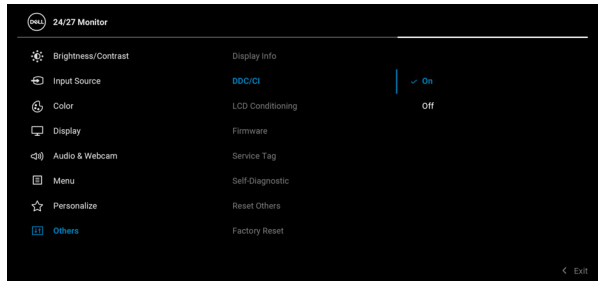 DELL 24/27 Monitor
Brightness/Contrast Display Info
Input Source DDC/CI On
Color LCD Conditioning Off
Display Firmware
Audio & Webcam Service Tag
Menu Self-Diagnostic
Personalize Reset Others
Others Factory Reset
Exit